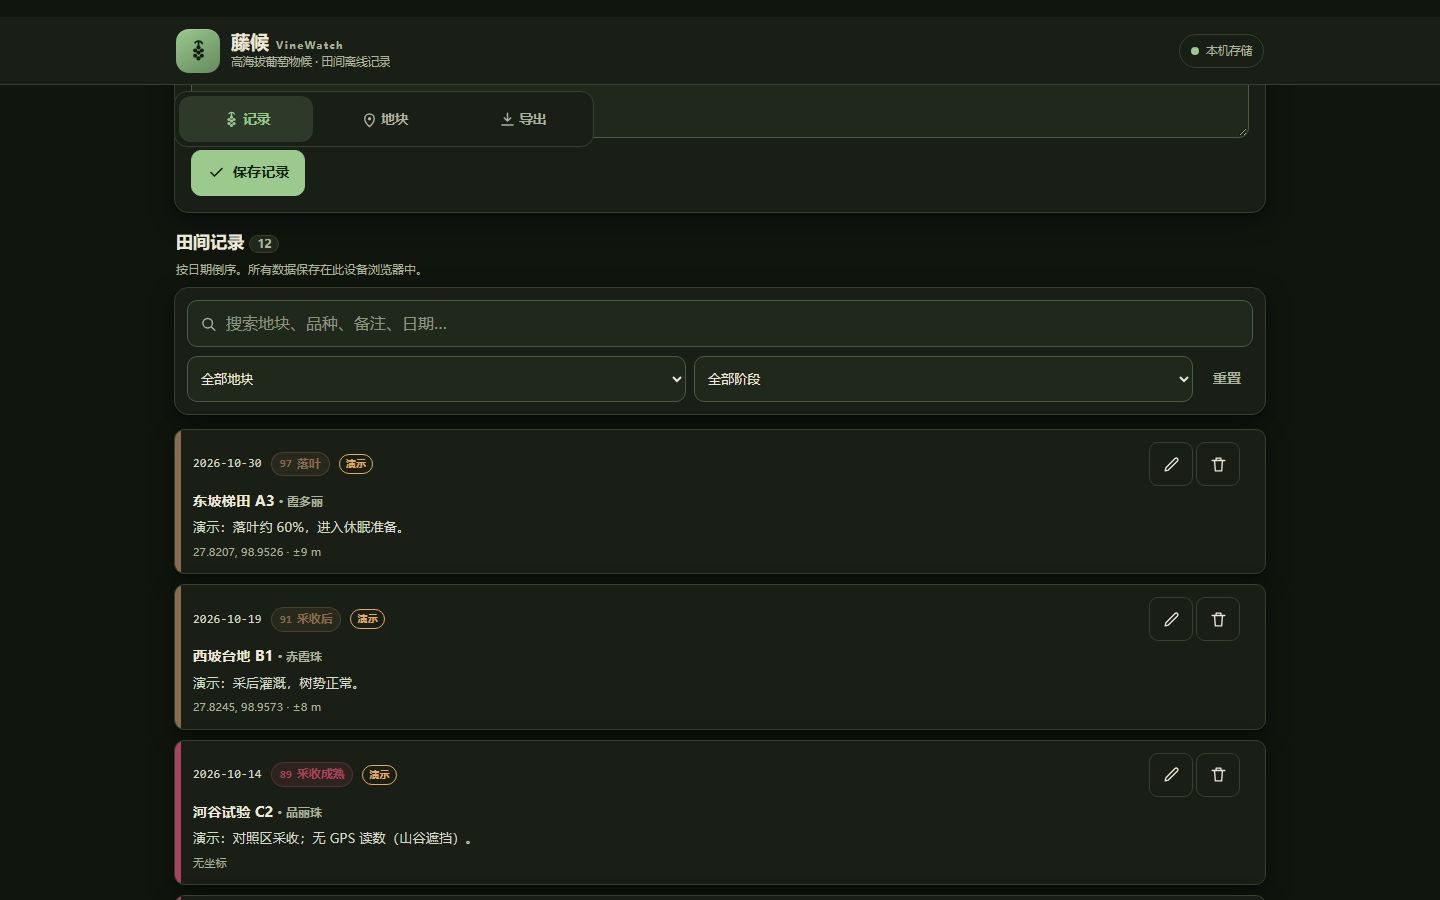 藤候 VineWatch
高海拔葡萄物候 · 田间离线记录
本机存储
记录
地块
导出
保存记录
田间记录 12
按日期倒序。所有数据保存在此设备浏览器中。
搜索地块、品种、备注、日期…
全部地块
全部阶段
重置
2026-10-30 97 落叶 演示
东坡梯田 A3 · 霞多丽
演示：落叶约 60%，进入休眠准备。
27.8207, 98.9526 · ±9 m
2026-10-19 91 采收后 演示
西坡台地 B1 · 赤霞珠
演示：采后灌溉，树势正常。
27.8245, 98.9573 · ±8 m
2026-10-14 89 采收成熟 演示
河谷试验 C2 · 品丽珠
演示：对照区采收；无 GPS 读数（山谷遮挡）。
无坐标